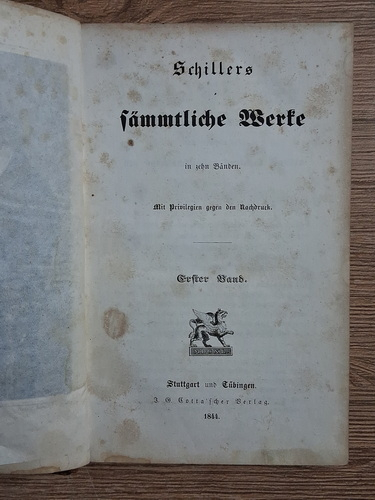 Schillers
sämmtliche Werke
in zehn Bänden.
Mit Privilegien gegen den Nachdruck.
Erster Band.
Stuttgart und Tübingen.
J. G. Cotta'scher Verlag.
1844.